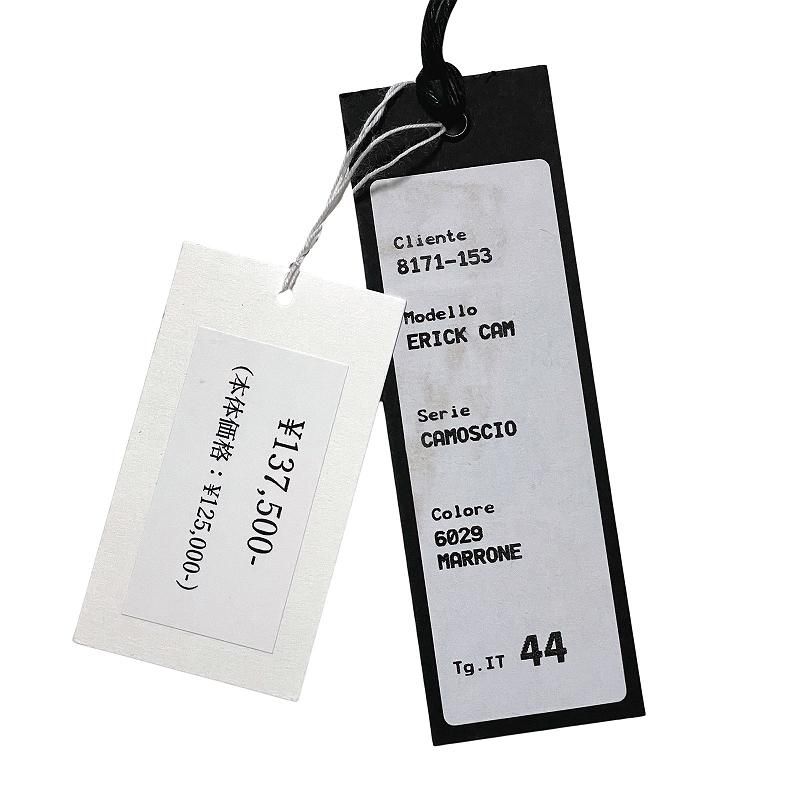 ¥137,500-
(本体価格：¥125,000-)
Cliente
8171-153
Modello
ERICK CAM
Serie
CAMOSCIO
Colore
6029
MARRONE
Tg.IT 44